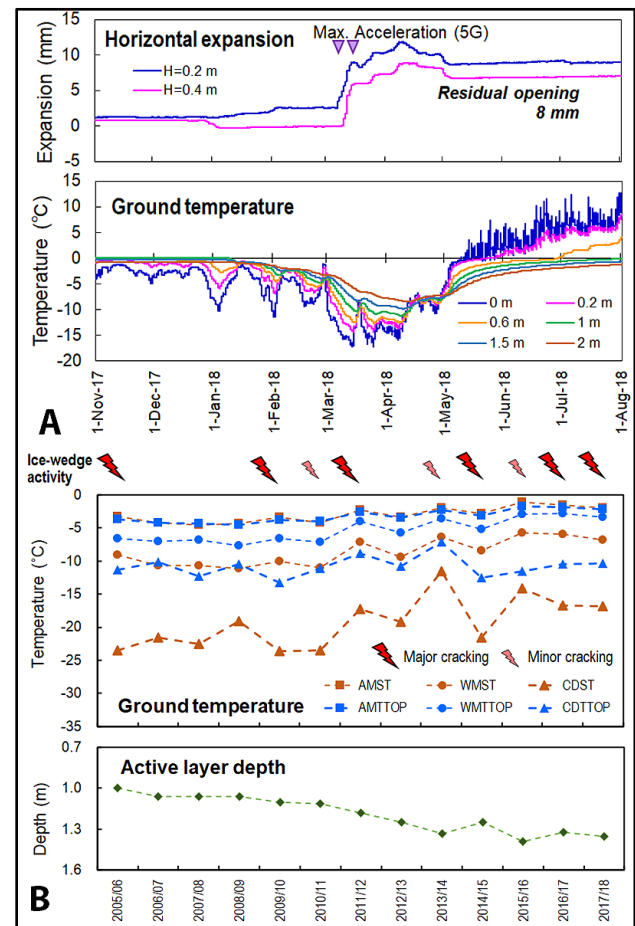 Horizontal expansion
Max. Acceleration (5G)
H=0.2 m
H=0.4 m
Residual opening
8 mm
Expansion (mm)
15
10
5
0
-5
Ground temperature
Temperature (°C)
15
10
5
0
-5
-10
-15
-20
0 m
0.2 m
0.6 m
1 m
1.5 m
2 m
1-Nov-17
1-Dec-17
1-Jan-18
1-Feb-18
1-Mar-18
1-Apr-18
1-May-18
1-Jun-18
1-Jul-18
1-Aug-18
A
Ice-wedge
activity
Temperature (°C)
0
-5
-10
-15
-20
-25
-30
-35
Major cracking
Minor cracking
AMST
WMST
CDST
AMTTOP
WMTTOP
CDTTOP
Ground temperature
Active layer depth
Depth (m)
0.7
1.0
1.3
1.6
B
2005/06
2006/07
2007/08
2008/09
2009/10
2010/11
2011/12
2012/13
2013/14
2014/15
2015/16
2016/17
2017/18